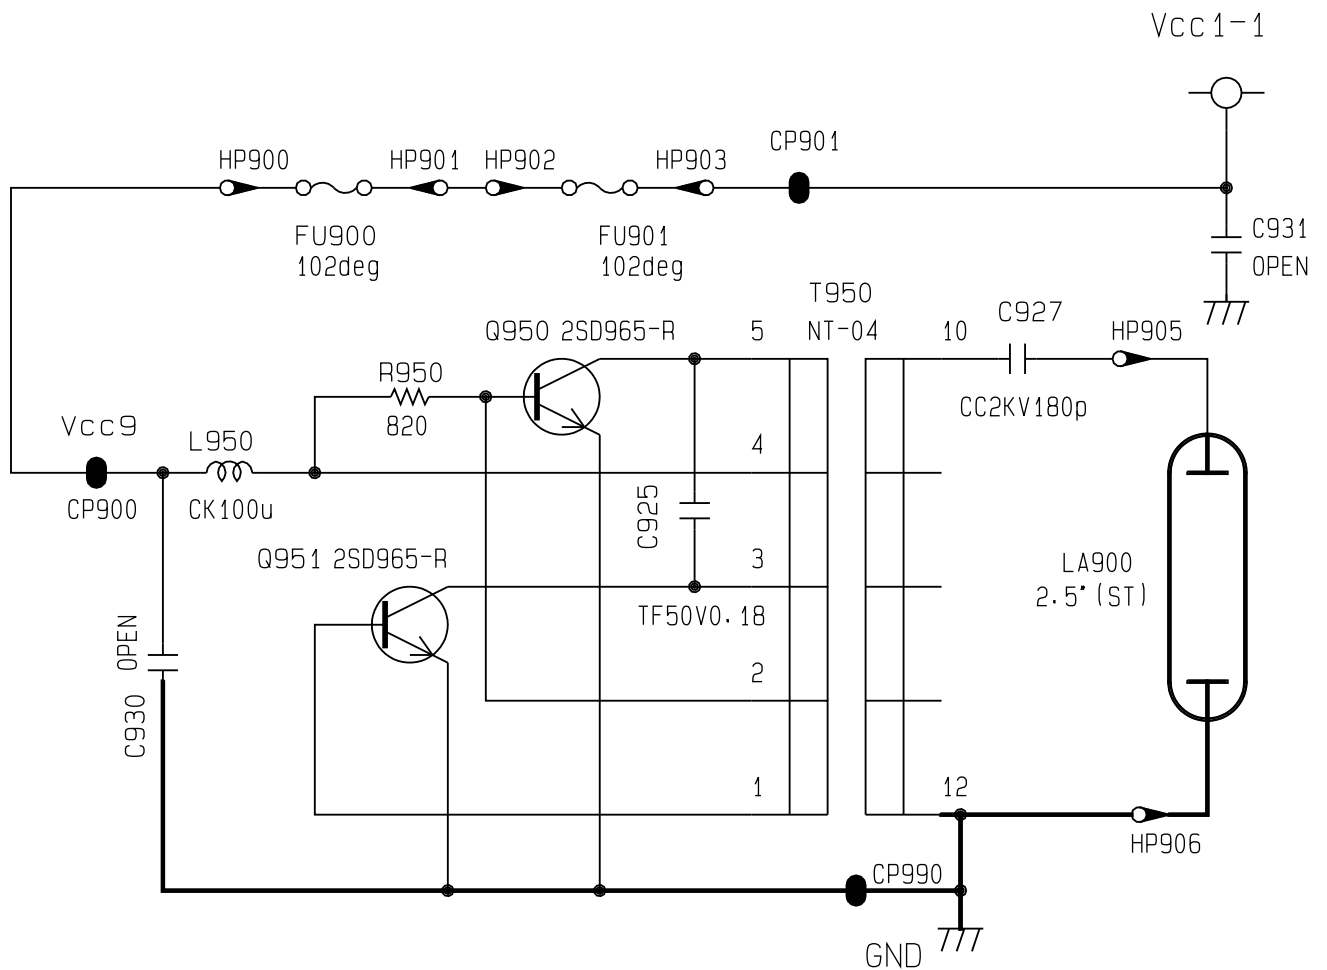 Vcc1-1
CP901
HP900
HP901
HP902
HP903
C931
OPEN
FU900
102deg
FU901
102deg
T950
NT-04
Q950 2SD965-R
5
10
C927
HP905
R950
820
CC2KV180p
Vcc9
L950
4
CP900
CK100u
C925
Q951 2SD965-R
3
LA900
2.5"(ST)
TF50V0.18
OPEN
C930
2
1
12
HP906
CP990
GND